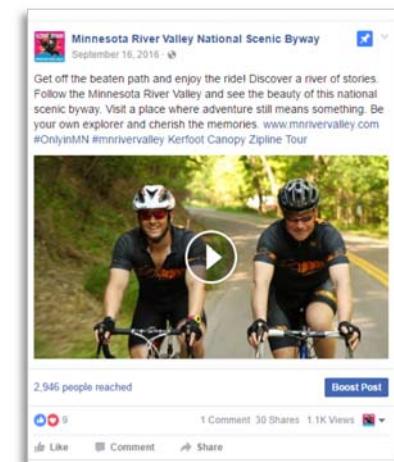 Minnesota River Valley National Scenic Byway
September 16, 2016 ·
Get off the beaten path and enjoy the ride! Discover a river of stories.
Follow the Minnesota River Valley and see the beauty of this national
scenic byway. Visit a place where adventure still means something. Be
your own explorer and cherish the memories. www.mnrivervalley.com
#OnlyinMN #mnrivervalley Kerfoot Canopy Zipline Tour
2,946 people reached
Boost Post
9
1 Comment 30 Shares 1.1K Views
Like Comment Share